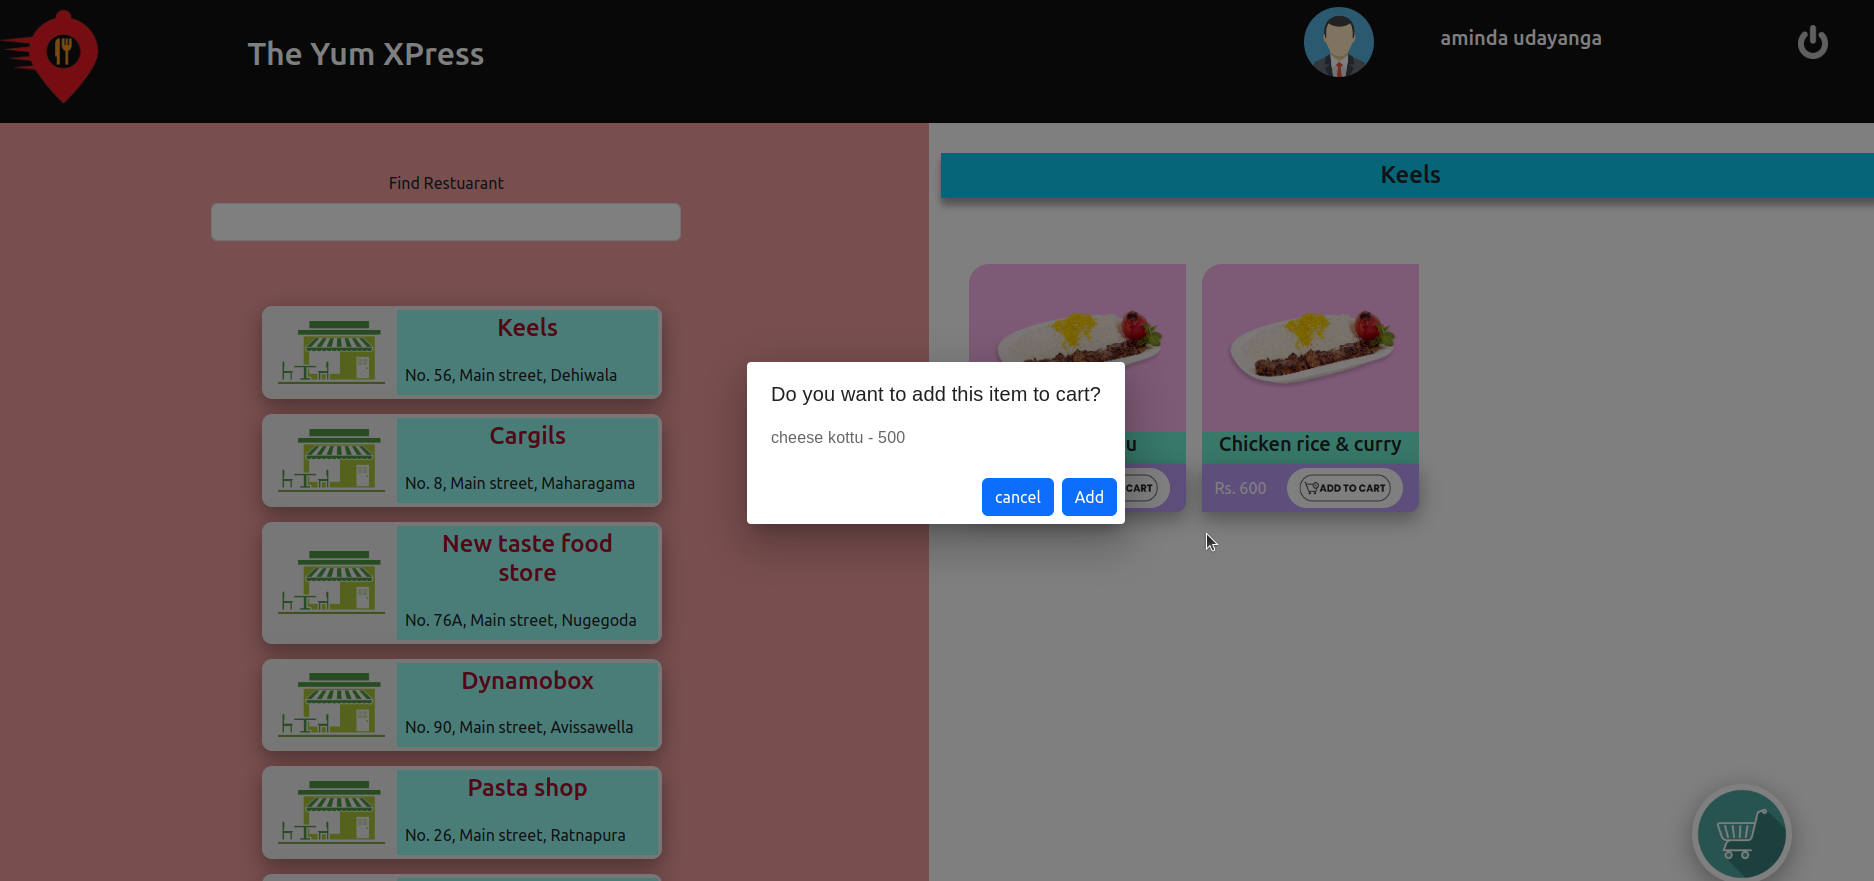 The Yum XPress
aminda udayanga
Find Restuarant
Keels
No. 56, Main street, Dehiwala
Cargils
No. 8, Main street, Maharagama
New taste food
store
No. 76A, Main street, Nugegoda
Dynamobox
No. 90, Main street, Avissawella
Pasta shop
No. 26, Main street, Ratnapura
Keels
Do you want to add this item to cart?
cheese kottu - 500
cancel
Add
u
CART
Chicken rice & curry
Rs. 600
ADD TO CART